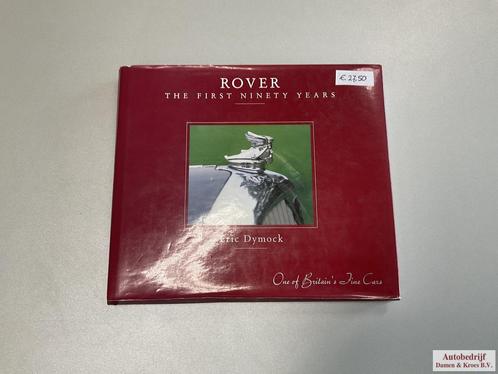 € 27,50
ROVER
THE FIRST NINETY YEARS
Eric Dymock
One of Britain's Fine Cars
Autobedrijf
Damen & Kroes B.V.